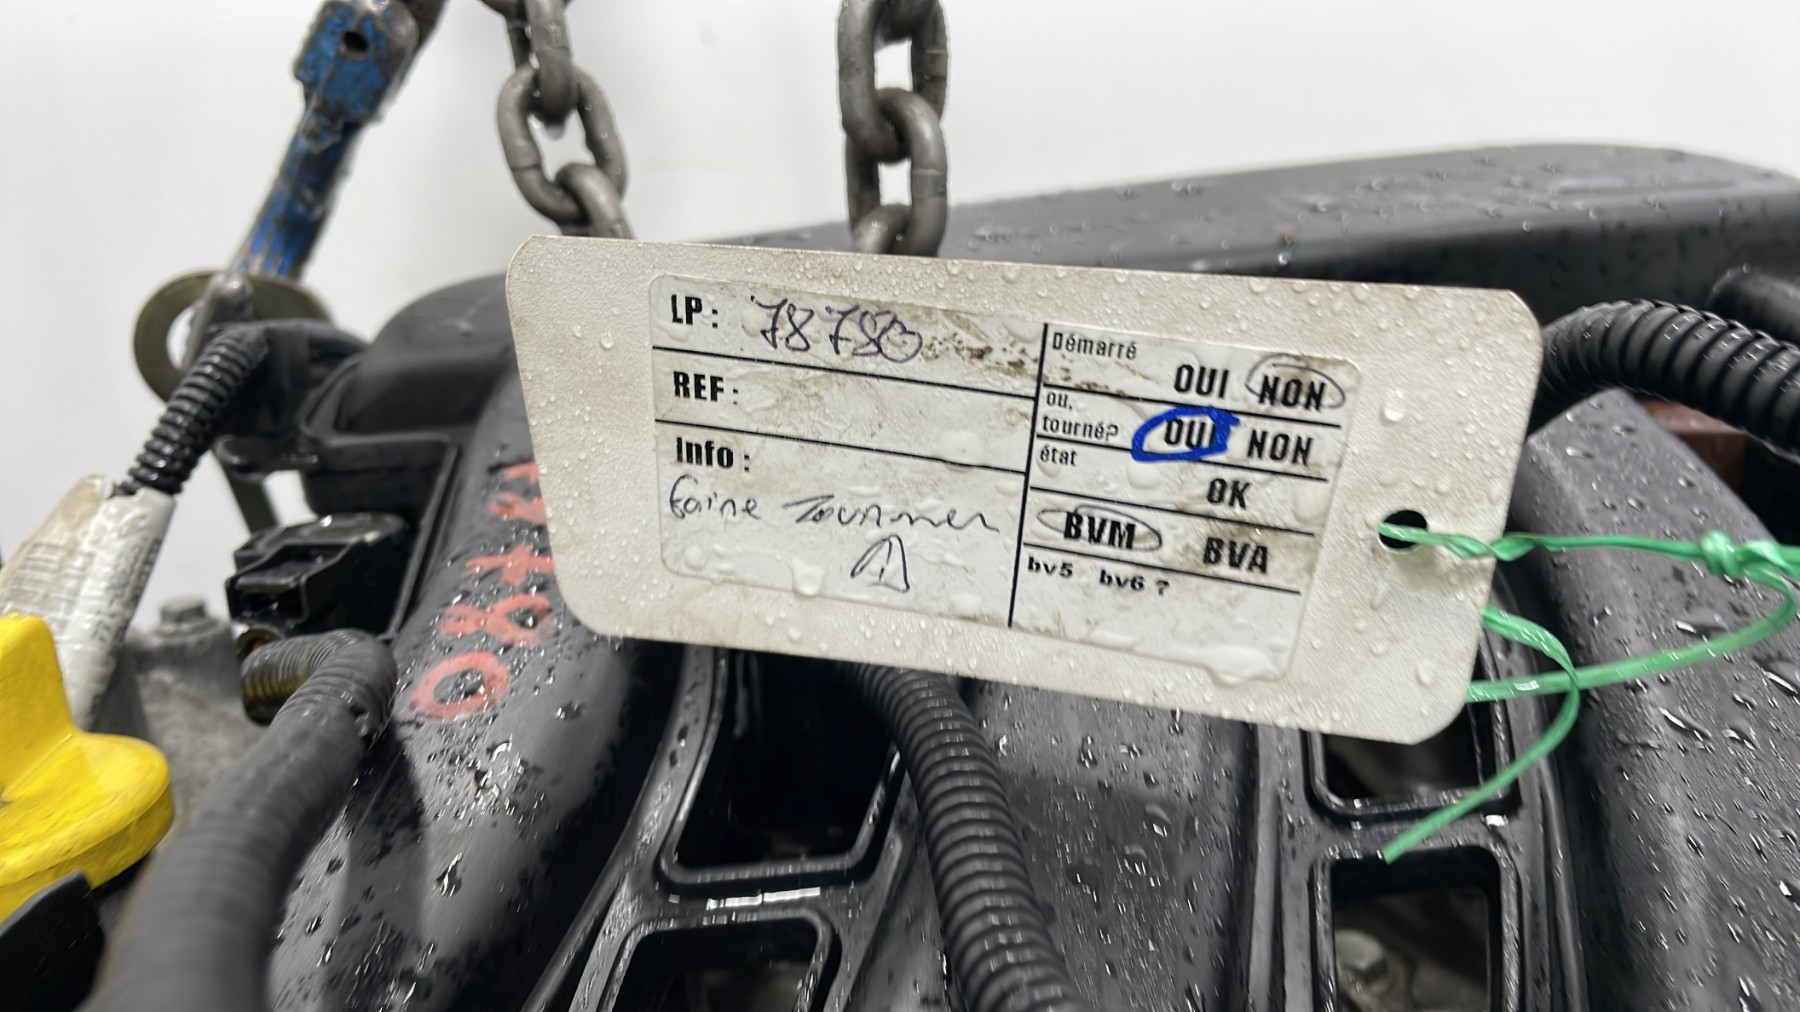 LP : 78780
REF :
Info :
faire Tourner
!
Démarré
OUI NON
ou,
tourné? OUI NON
état
OK
BVM BVA
bv5 bv6 ?
78780